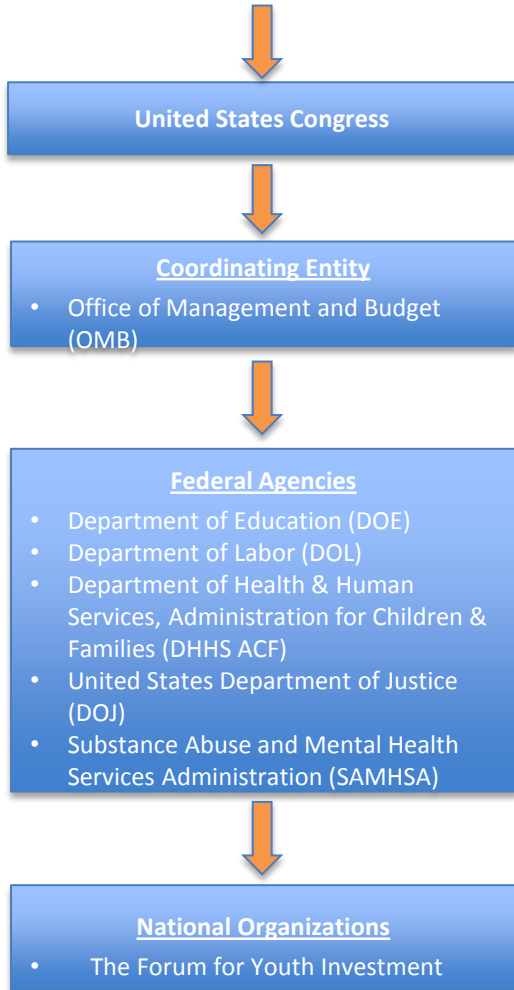 United States Congress
Coordinating Entity
• Office of Management and Budget
(OMB)
Federal Agencies
• Department of Education (DOE)
• Department of Labor (DOL)
• Department of Health & Human
Services, Administration for Children &
Families (DHHS ACF)
• United States Department of Justice
(DOJ)
• Substance Abuse and Mental Health
Services Administration (SAMHSA)
National Organizations
• The Forum for Youth Investment